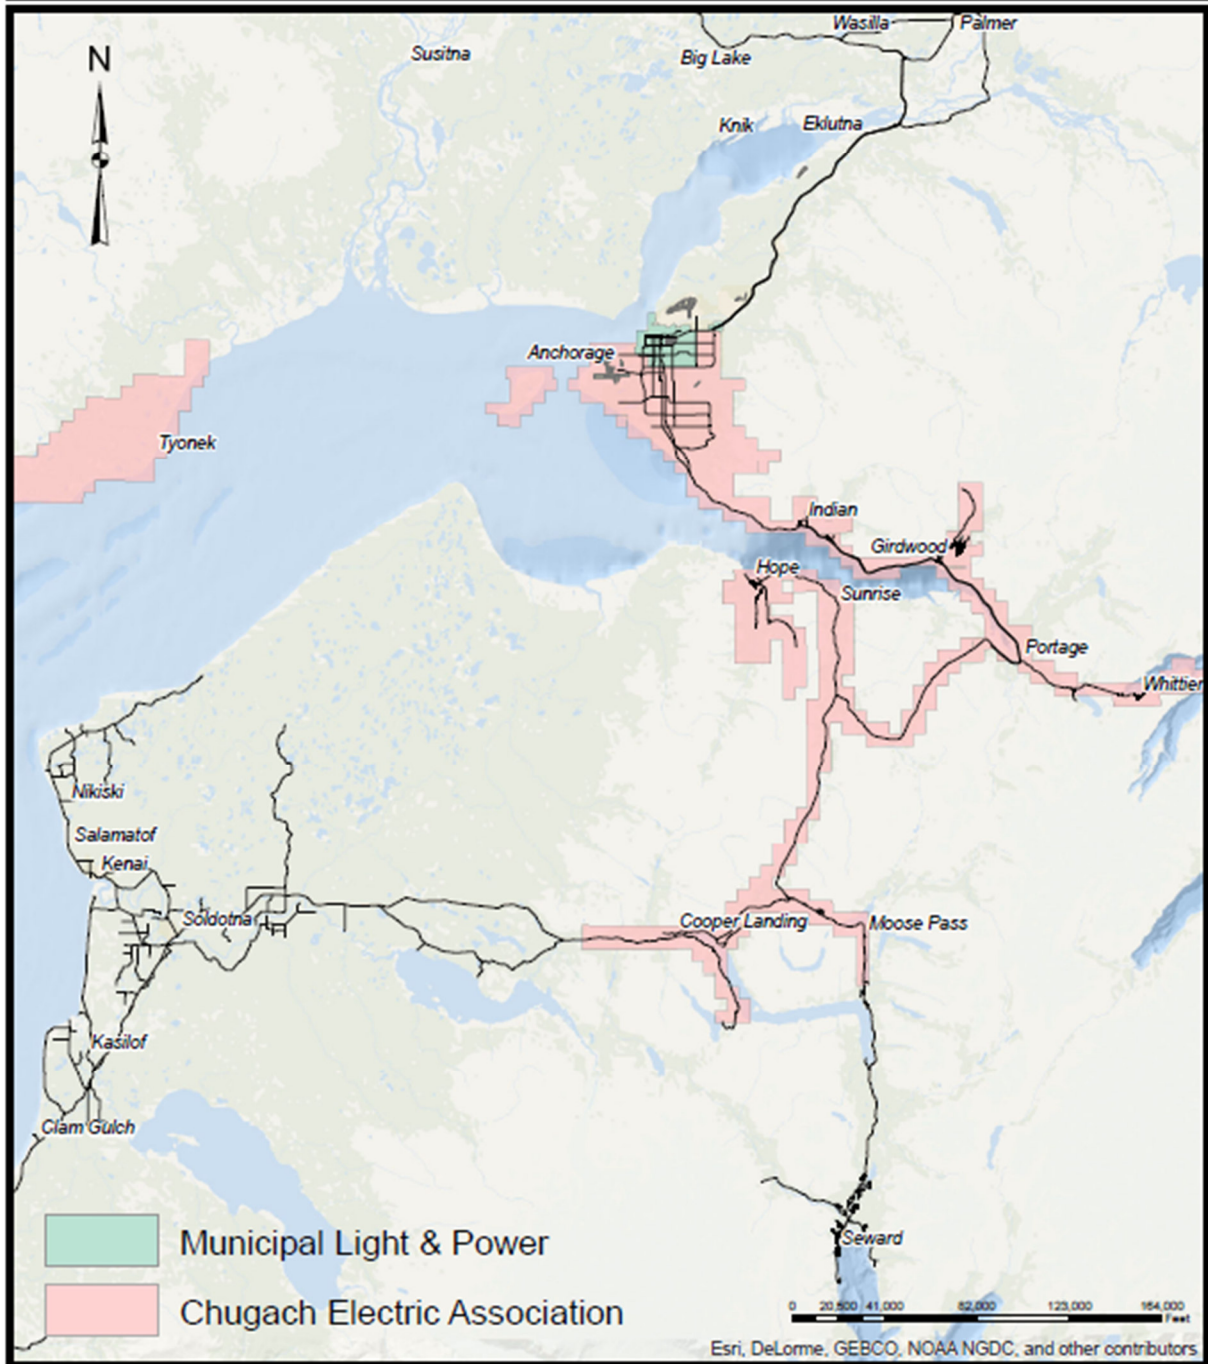 Wasilla
Palmer
N
Susitna
Big Lake
Knik
Eklutna
Anchorage
Tyonek
Indian
Girdwood
Hope
Sunrise
Portage
Whittier
Nikiski
Salamatof
Kenai
Soldotna
Cooper Landing
Moose Pass
Kasilof
Clam Gulch
Municipal Light & Power
Seward
Chugach Electric Association
0 20,500 41,000 82,000 123,000 164,000
Feet
Esri, DeLorme, GEBCO, NOAA NGDC, and other contributors